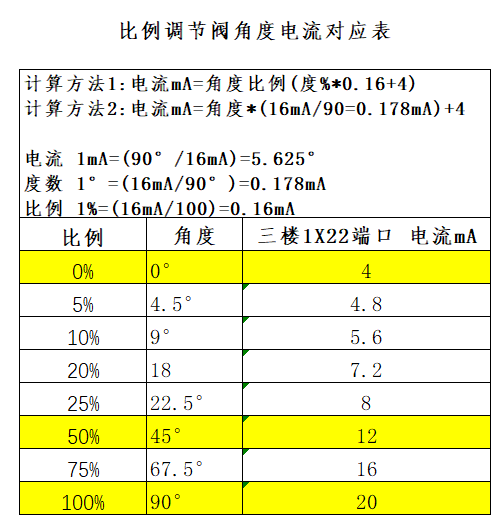 比例调节阀角度电流对应表
计算方法1:电流mA=角度比例(度%*0.16+4)
计算方法2:电流mA=角度*(16mA/90=0.178mA)+4
电流 1mA=(90°/16mA)=5.625°
度数 1°=(16mA/90°)=0.178mA
比例 1%=(16mA/100)=0.16mA
比例 角度 三楼1X22端口 电流mA
0% 0° 4
5% 4.5° 4.8
10% 9° 5.6
20% 18 7.2
25% 22.5° 8
50% 45° 12
75% 67.5° 16
100% 90° 20